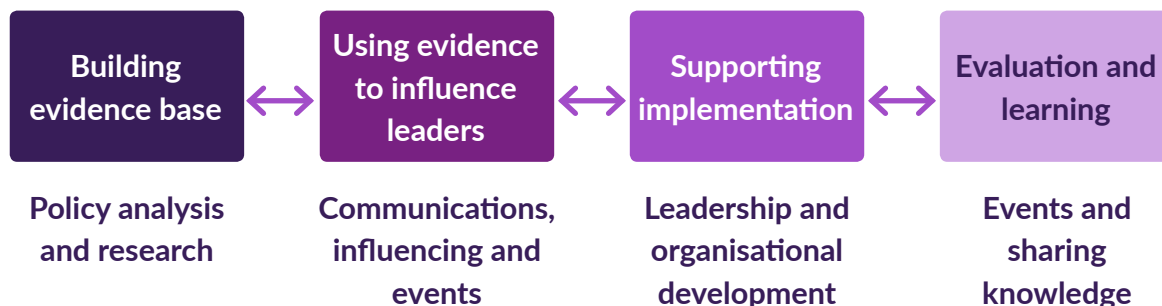 Building
evidence base
Using evidence
to influence
leaders
Supporting
implementation
Evaluation and
learning
Policy analysis
and research
Communications,
influencing and
events
Leadership and
organisational
development
Events and
sharing
knowledge